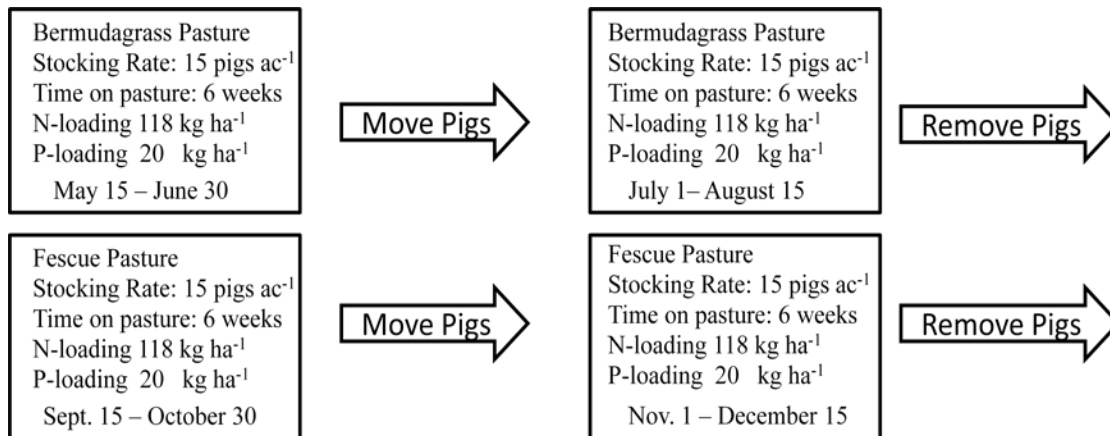 Bermudagrass Pasture
Stocking Rate: 15 pigs ac⁻¹
Time on pasture: 6 weeks
N-loading 118 kg ha⁻¹
P-loading 20 kg ha⁻¹
May 15 – June 30
Move Pigs
Bermudagrass Pasture
Stocking Rate: 15 pigs ac⁻¹
Time on pasture: 6 weeks
N-loading 118 kg ha⁻¹
P-loading 20 kg ha⁻¹
July 1– August 15
Remove Pigs
Fescue Pasture
Stocking Rate: 15 pigs ac⁻¹
Time on pasture: 6 weeks
N-loading 118 kg ha⁻¹
P-loading 20 kg ha⁻¹
Sept. 15 – October 30
Move Pigs
Fescue Pasture
Stocking Rate: 15 pigs ac⁻¹
Time on pasture: 6 weeks
N-loading 118 kg ha⁻¹
P-loading 20 kg ha⁻¹
Nov. 1 – December 15
Remove Pigs